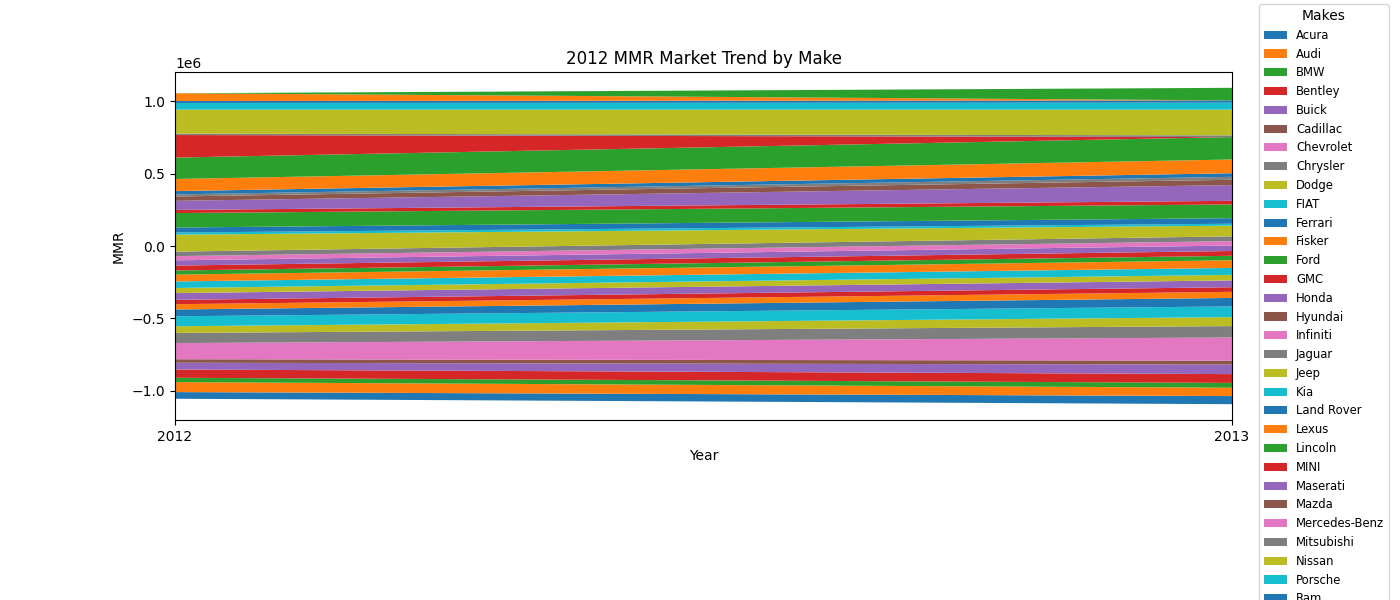 2012 MMR Market Trend by Make
1e6
1.0
0.5
0.0
−0.5
−1.0
MMR
2012
2013
Year
Makes
Acura
Audi
BMW
Bentley
Buick
Cadillac
Chevrolet
Chrysler
Dodge
FIAT
Ferrari
Fisker
Ford
GMC
Honda
Hyundai
Infiniti
Jaguar
Jeep
Kia
Land Rover
Lexus
Lincoln
MINI
Maserati
Mazda
Mercedes-Benz
Mitsubishi
Nissan
Porsche
Ram